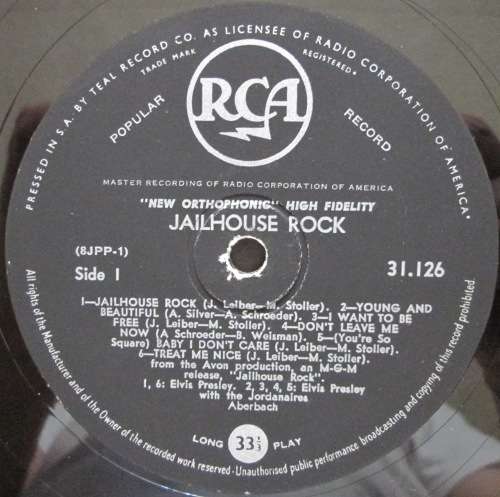 PRESSED IN S.A. BY TEAL RECORD CO. AS LICENSEE OF RADIO CORPORATION OF AMERICA"
TRADE MARK REGISTERED.
RCA
POPULAR RECORD
MASTER RECORDING OF RADIO CORPORATION OF AMERICA
"NEW ORTHOPHONIC" HIGH FIDELITY
JAILHOUSE ROCK
(8JPP-1)
Side 1 31.126
1—JAILHOUSE ROCK (J. Leiber—M. Stoller). 2—YOUNG AND
BEAUTIFUL (A. Silver—A. Schroeder). 3—I WANT TO BE
FREE (J. Leiber—M. Stoller). 4—DON'T LEAVE ME
NOW (A Schroeder—B. Weisman). 5—(You're So
Square) BABY I DON'T CARE (J. Leiber—M. Stoller).
6—TREAT ME NICE (J. Leiber—M. Stoller).
from the Avon production, an M-G-M
release, "Jailhouse Rock".
1, 6: Elvis Presley. 2, 3, 4, 5: Elvis Presley
with the Jordanaires
Aberbach
LONG 33⅓ PLAY
All rights of the Manufacturer and of the Owner of the recorded work reserved · Unauthorised public performance, broadcasting and copying of this record prohibited